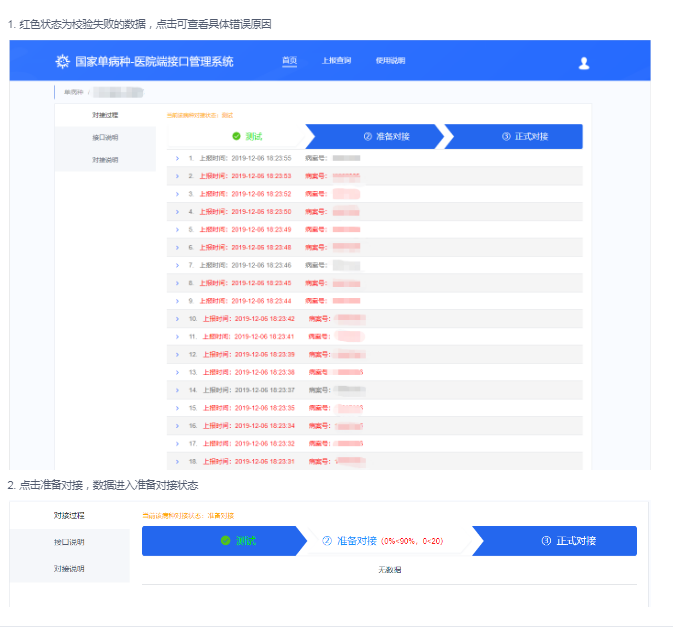 1. 红色状态为校验失败的数据，点击可查看具体错误原因
国家单病种-医院端接口管理系统 首页 上报查询 使用说明
单病种 /
对接过程
接口说明
对接说明
当前该病种对接状态：测试
测试 ② 准备对接 ③ 正式对接
1. 上报时间：2019-12-06 18:23:55 病案号：
2. 上报时间：2019-12-06 18:23:53 病案号：
3. 上报时间：2019-12-06 18:23:52 病案号：
4. 上报时间：2019-12-06 18:23:50 病案号：
5. 上报时间：2019-12-06 18:23:49 病案号：
6. 上报时间：2019-12-06 18:23:48 病案号：
7. 上报时间：2019-12-06 18:23:46 病案号：
8. 上报时间：2019-12-06 18:23:45 病案号：
9. 上报时间：2019-12-06 18:23:44 病案号：
10. 上报时间：2019-12-06 18:23:42 病案号：
11. 上报时间：2019-12-06 18:23:41 病案号：
12. 上报时间：2019-12-06 18:23:39 病案号：
13. 上报时间：2019-12-06 18:23:38 病案号
14. 上报时间：2019-12-06 18:23:37 病案号：
15. 上报时间：2019-12-06 18:23:35 病案号：
16. 上报时间：2019-12-06 18:23:34 病案号：
17. 上报时间：2019-12-06 18:23:32 病案号：
18. 上报时间：2019-12-06 18:23:31 病案号：
2. 点击准备对接，数据进入准备对接状态
对接过程
接口说明
对接说明
当前该病种对接状态：准备对接
测试 ② 准备对接 (0%<90%，0<20) ③ 正式对接
无数据